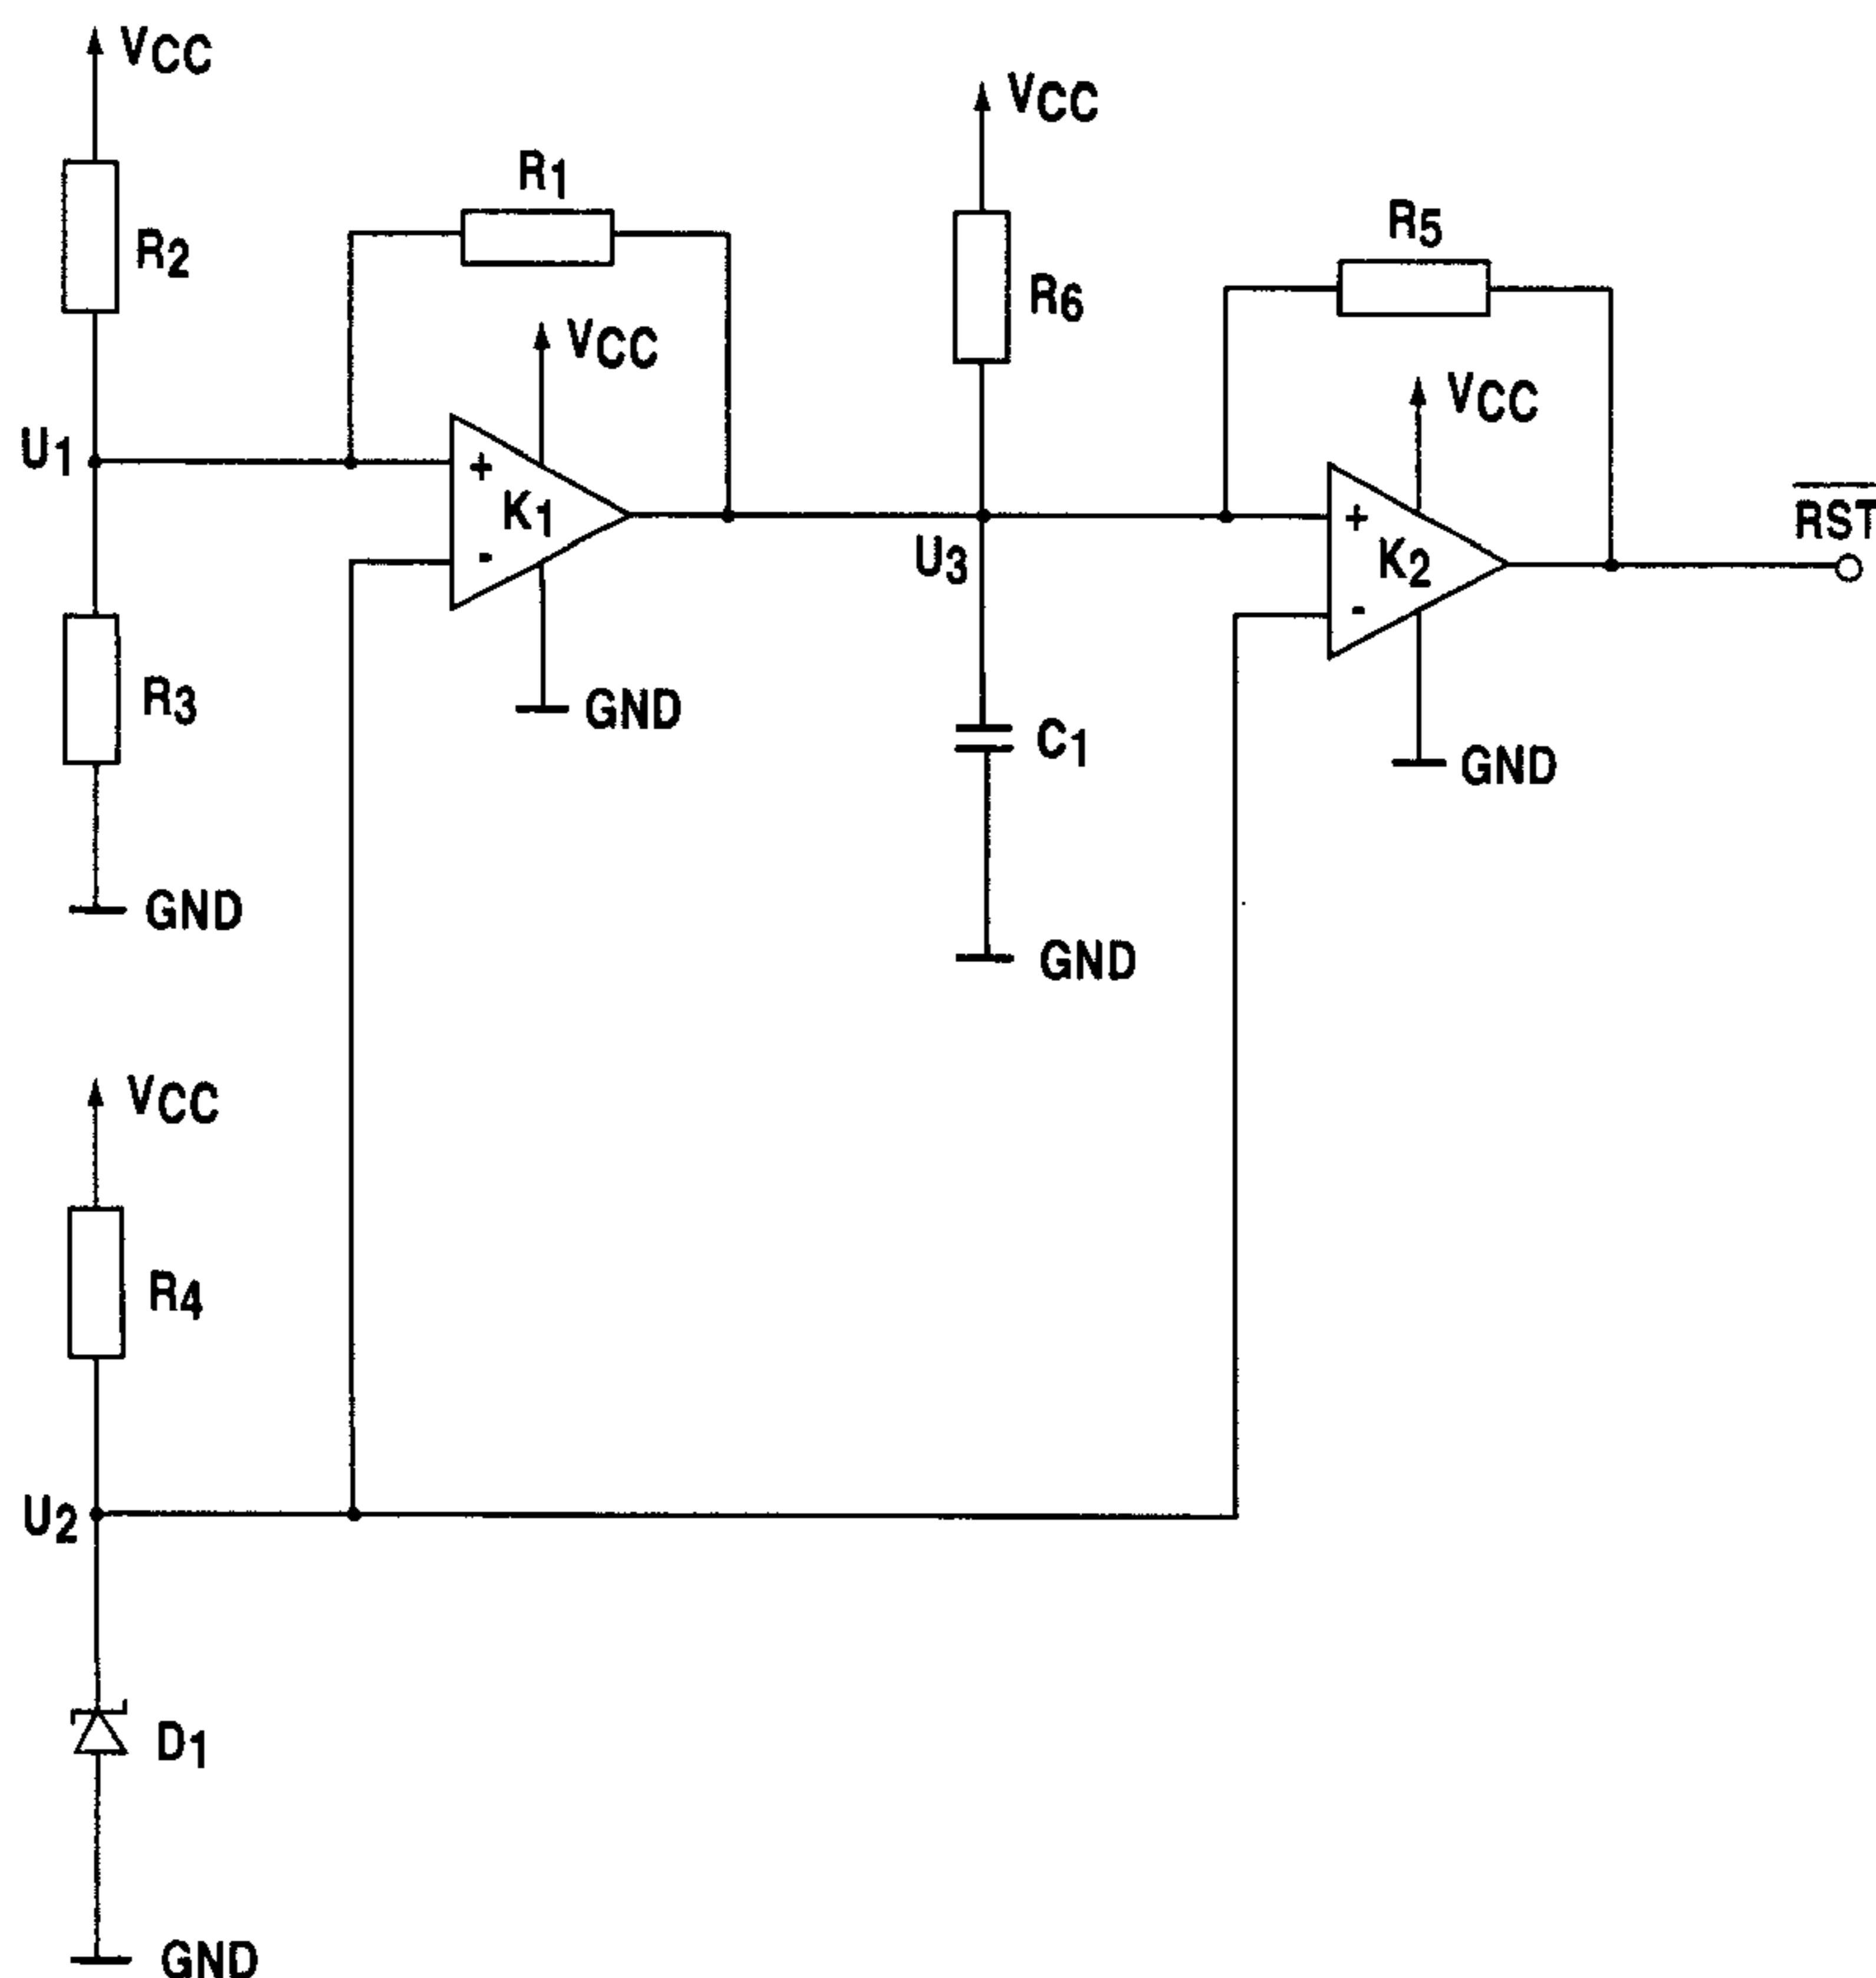 VCC
VCC
R1
R5
R2
R6
VCC
VCC
U1
+
K1
-
+
K2
-
RST
U3
R3
GND
C1
GND
GND
GND
VCC
R4
U2
D1
GND